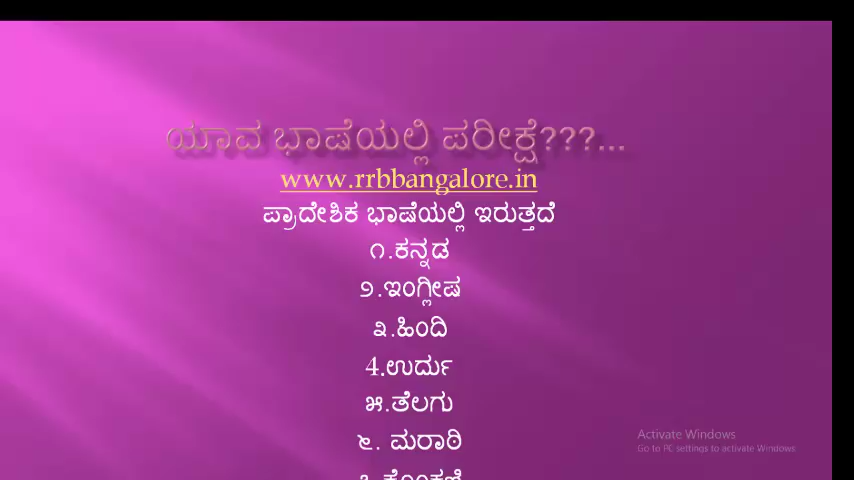 ಯಾವ ಭಾಷೆಯಲ್ಲಿ ಪರೀಕ್ಷೆ???...
www.rrbbangalore.in
ಪ್ರಾದೇಶಿಕ ಭಾಷೆಯಲ್ಲಿ ಇರುತ್ತದೆ
೧.ಕನ್ನಡ
೨.ಇಂಗ್ಲೀಷ
೩.ಹಿಂದಿ
4.ಉರ್ದು
೫.ತೆಲಗು
೬. ಮರಾಠಿ
Activate Windows
Go to PC settings to activate Windows.